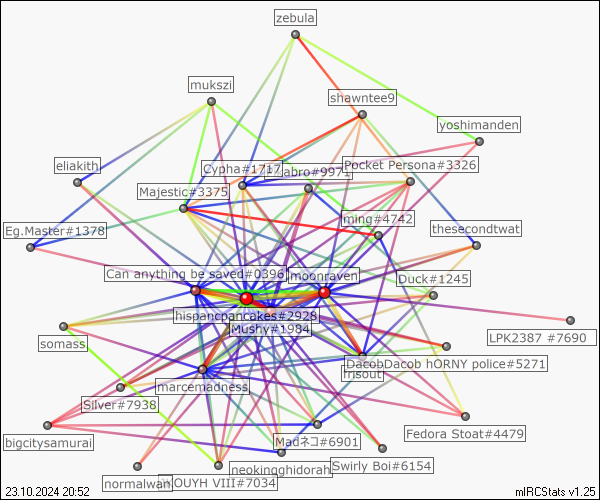 zebula
mukszi
shawntee9
yoshimanden
eliakith
Cypha#1717
abro#9971
Pocket Persona#3326
Majestic#3375
ming#4742
Eg.Master#1378
thesecondtwat
Can anything be saved#0396
moonraven
Duck#1245
hispancpancakes#2928
Mushy#1984
LPK2387 #7690
somass
DacobDacob hORNY police#5271
frisout
marcemadness
Silver#7938
Fedora Stoat#4479
bigcitysamurai
Madネコ#6901
neokingghidorah
Swirly Boi#6154
normalwan
OUYH VIII#7034
23.10.2024 20:52
mIRCStats v1.25